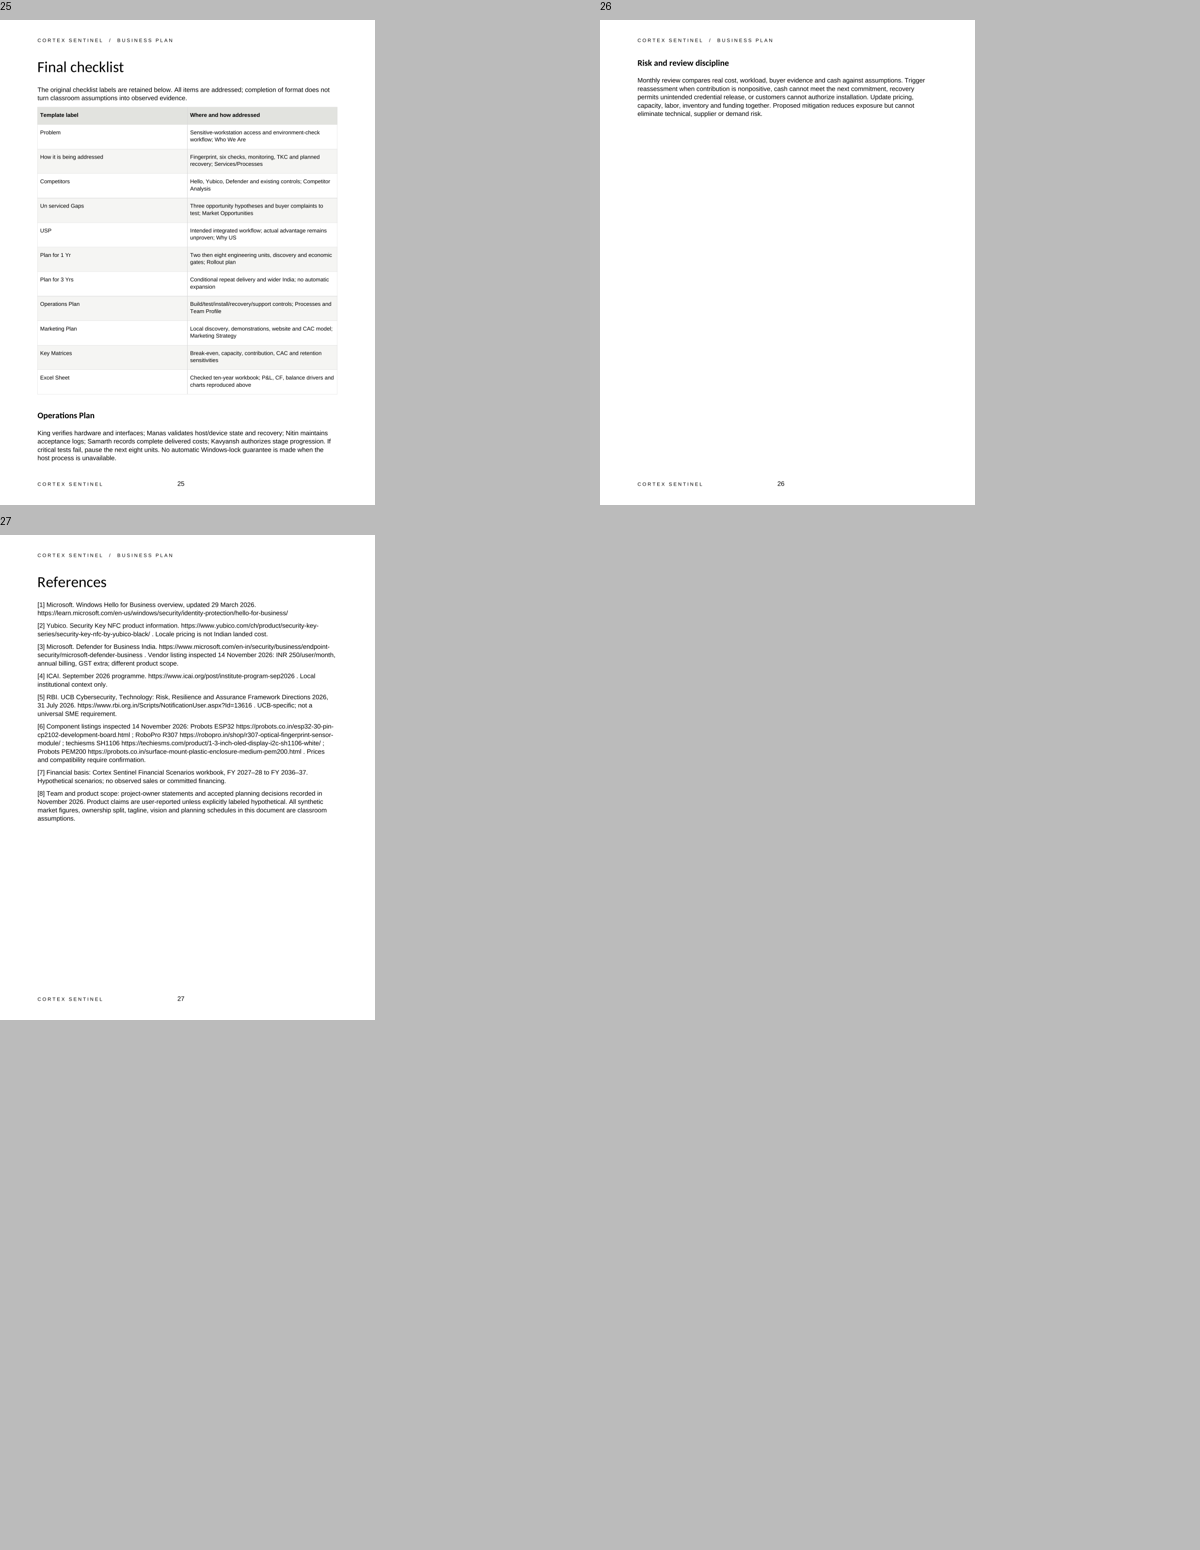 25
CORTEX SENTINEL / BUSINESS PLAN
Final checklist
The original checklist labels are retained below. All items are addressed; completion of format does not
turn classroom assumptions into observed evidence.
Template label
Where and how addressed
Problem
Sensitive-workstation access and environment-check
workflow; Who We Are
How it is being addressed
Fingerprint, six checks, monitoring, TKC and planned
recovery; Services/Processes
Competitors
Hello, Yubico, Defender and existing controls; Competitor
Analysis
Un serviced Gaps
Three opportunity hypotheses and buyer complaints to
test; Market Opportunities
USP
Intended integrated workflow; actual advantage remains
unproven; Why US
Plan for 1 Yr
Two then eight engineering units, discovery and economic
gates; Rollout plan
Plan for 3 Yrs
Conditional repeat delivery and wider India; no automatic
expansion
Operations Plan
Build/test/install/recovery/support controls; Processes and
Team Profile
Marketing Plan
Local discovery, demonstrations, website and CAC model;
Marketing Strategy
Key Matrices
Break-even, capacity, contribution, CAC and retention
sensitivities
Excel Sheet
Checked ten-year workbook; P&L, CF, balance drivers and
charts reproduced above
Operations Plan
King verifies hardware and interfaces; Manas validates host/device state and recovery; Nitin maintains
acceptance logs; Samarth records complete delivered costs; Kavyansh authorizes stage progression. If
critical tests fail, pause the next eight units. No automatic Windows-lock guarantee is made when the
host process is unavailable.
CORTEX SENTINEL 25
26
CORTEX SENTINEL / BUSINESS PLAN
Risk and review discipline
Monthly review compares real cost, workload, buyer evidence and cash against assumptions. Trigger
reassessment when contribution is nonpositive, cash cannot meet the next commitment, recovery
permits unintended credential release, or customers cannot authorize installation. Update pricing,
capacity, labor, inventory and funding together. Proposed mitigation reduces exposure but cannot
eliminate technical, supplier or demand risk.
CORTEX SENTINEL 26
27
CORTEX SENTINEL / BUSINESS PLAN
References
[1] Microsoft. Windows Hello for Business overview, updated 29 March 2026.
https://learn.microsoft.com/en-us/windows/security/identity-protection/hello-for-business/
[2] Yubico. Security Key NFC product information. https://www.yubico.com/ch/product/security-key-
series/security-key-nfc-by-yubico-black/ . Locale pricing is not Indian landed cost.
[3] Microsoft. Defender for Business India. https://www.microsoft.com/en-in/security/business/endpoint-
security/microsoft-defender-business . Vendor listing inspected 14 November 2026: INR 250/user/month,
annual billing, GST extra; different product scope.
[4] ICAI. September 2026 programme. https://www.icai.org/post/institute-program-sep2026 . Local
institutional context only.
[5] RBI. UCB Cybersecurity, Technology: Risk, Resilience and Assurance Framework Directions 2026,
31 July 2026. https://www.rbi.org.in/Scripts/NotificationUser.aspx?Id=13616 . UCB-specific; not a
universal SME requirement.
[6] Component listings inspected 14 November 2026: Probots ESP32 https://probots.co.in/esp32-30-pin-
cp2102-development-board.html ; RoboPro R307 https://robopro.in/shop/r307-optical-fingerprint-sensor-
module/ ; techiesms SH1106 https://techiesms.com/product/1-3-inch-oled-display-i2c-sh1106-white/ ;
Probots PEM200 https://probots.co.in/surface-mount-plastic-enclosure-medium-pem200.html . Prices
and compatibility require confirmation.
[7] Financial basis: Cortex Sentinel Financial Scenarios workbook, FY 2027–28 to FY 2036–37.
Hypothetical scenarios; no observed sales or committed financing.
[8] Team and product scope: project-owner statements and accepted planning decisions recorded in
November 2026. Product claims are user-reported unless explicitly labeled hypothetical. All synthetic
market figures, ownership split, tagline, vision and planning schedules in this document are classroom
assumptions.
CORTEX SENTINEL 27